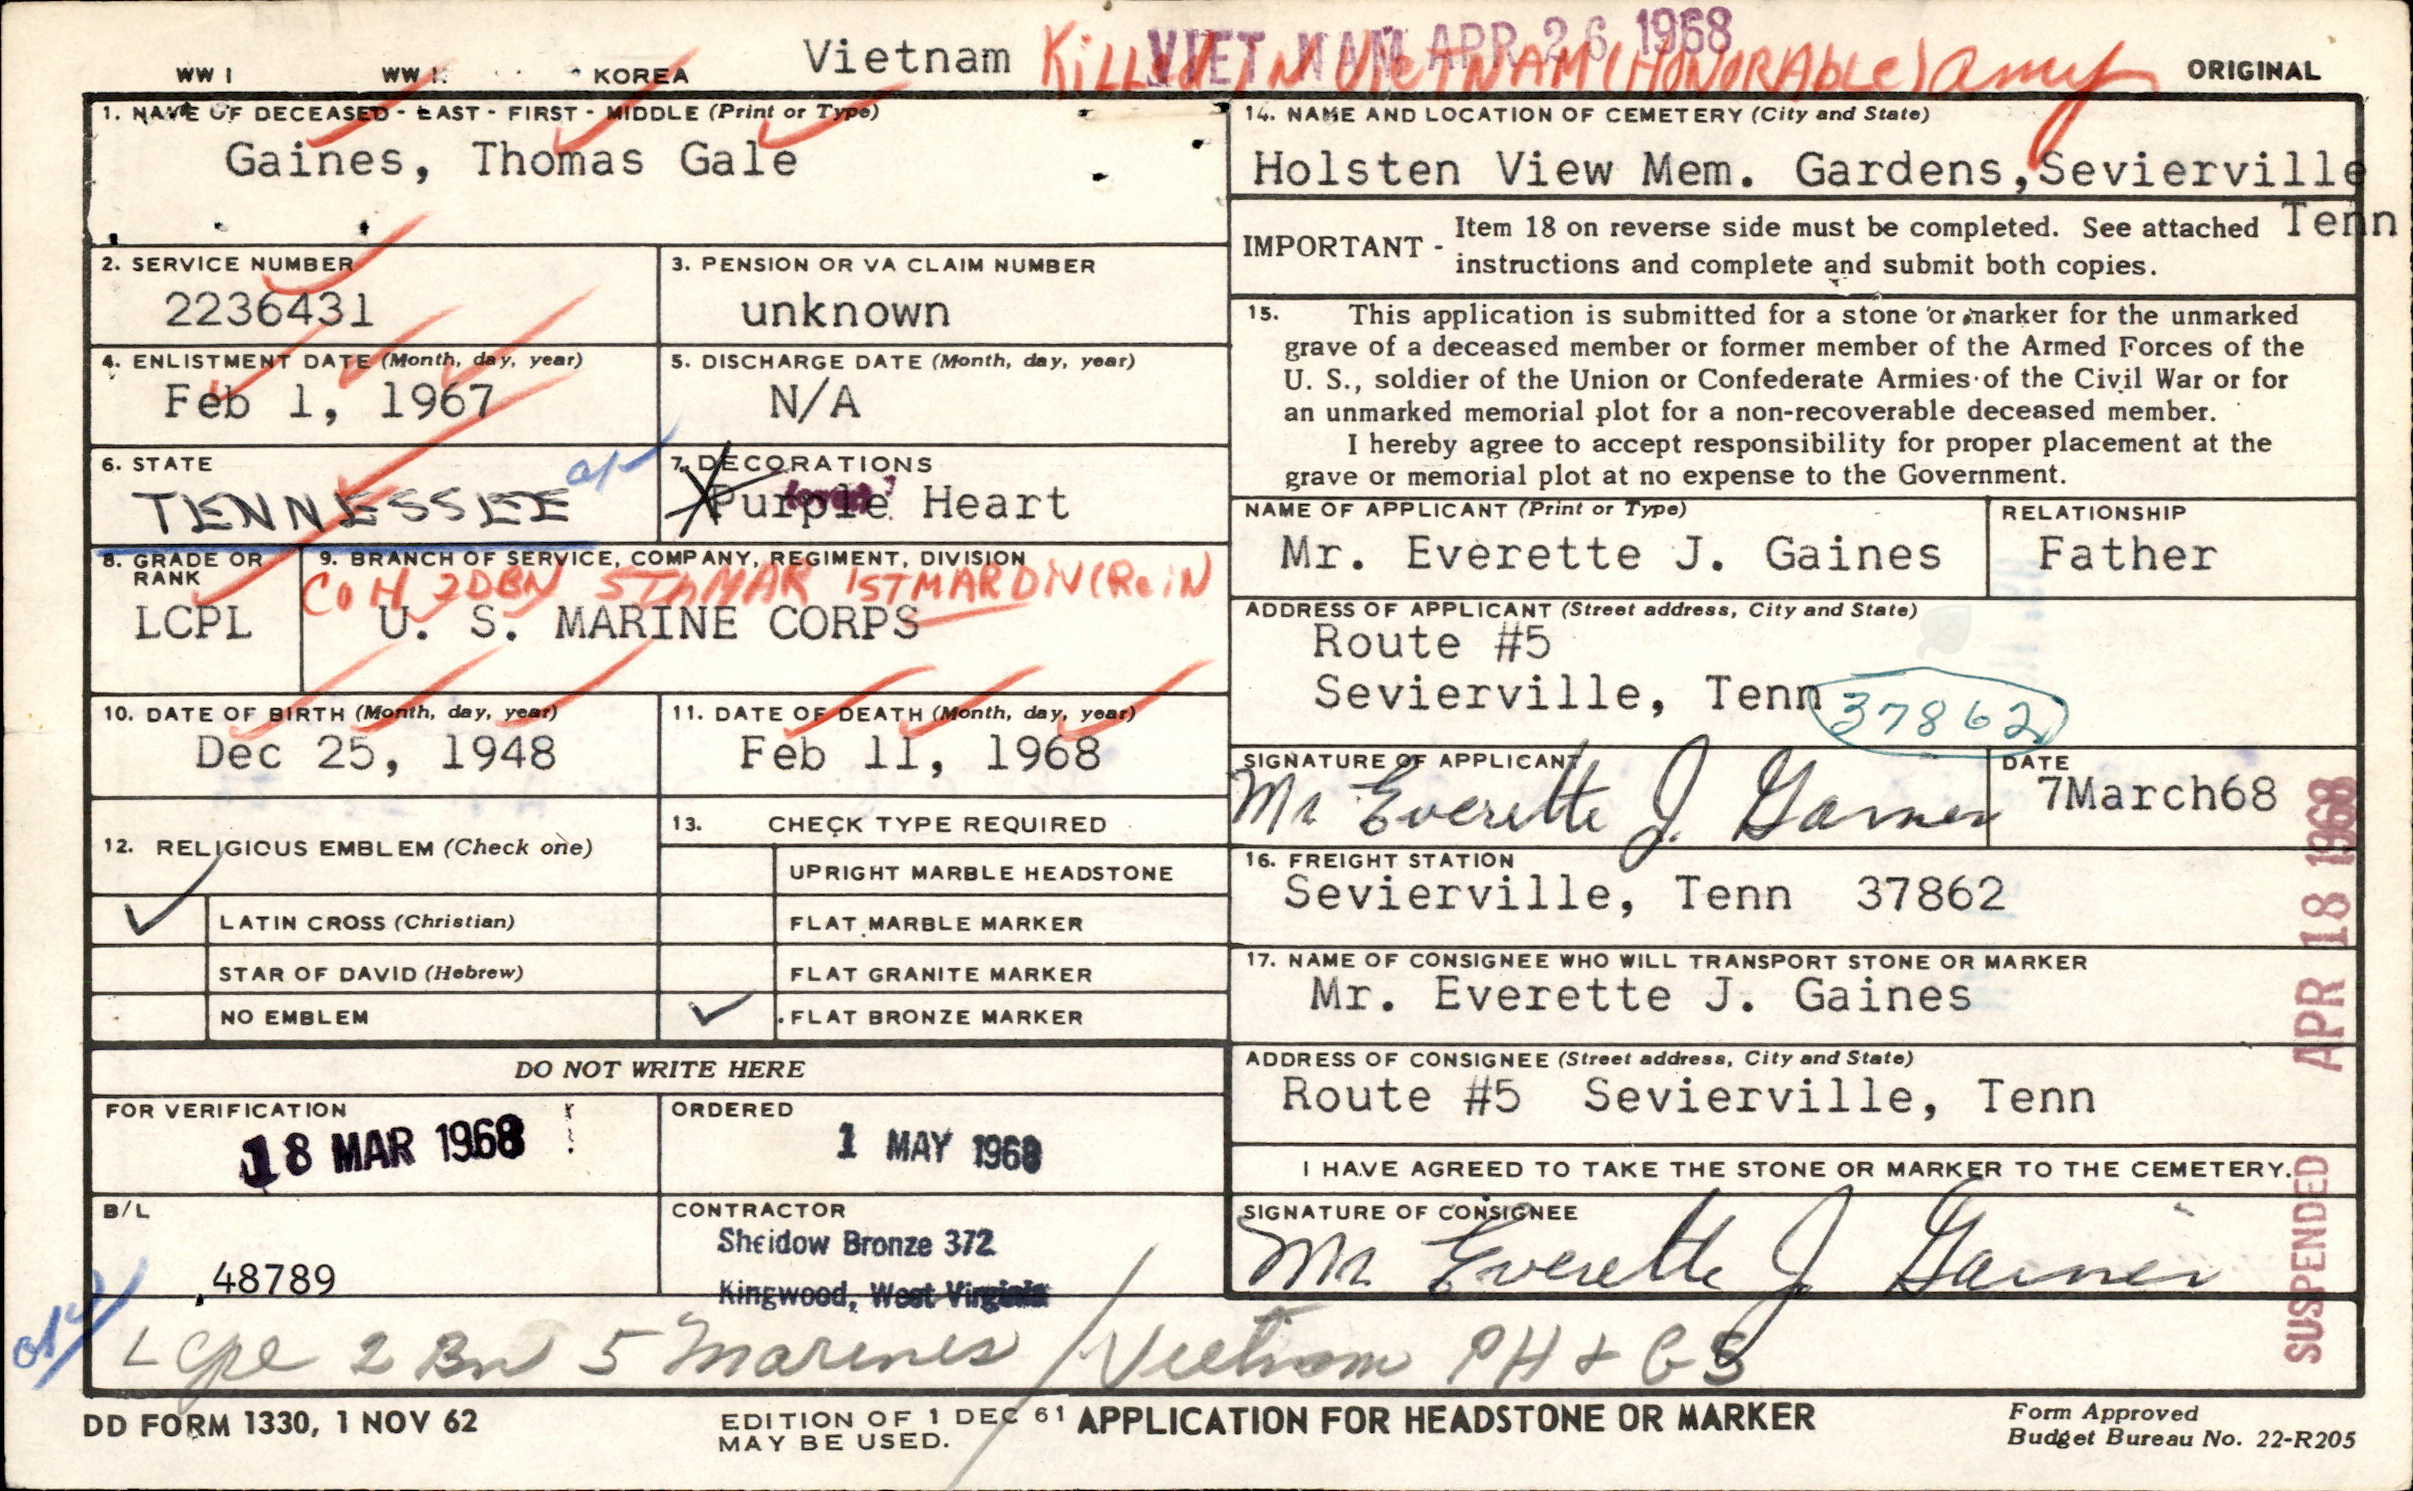 WW I WW I KOREA Vietnam VIET NAM APR 26 1968 ORIGINAL
KiLLed IN VIETNAM (HONORAbLe)
1. NAME OF DECEASED - LAST - FIRST - MIDDLE (Print or Type)
Gaines, Thomas Gale
2. SERVICE NUMBER
2236431
3. PENSION OR VA CLAIM NUMBER
unknown
4. ENLISTMENT DATE (Month, day, year)
Feb 1, 1967
5. DISCHARGE DATE (Month, day, year)
N/A
6. STATE
TENNESSEE
7. DECORATIONS
Purple Heart
8. GRADE OR
RANK
LCPL
9. BRANCH OF SERVICE, COMPANY, REGIMENT, DIVISION
Co H 2DBN 5THMAR 1STMARDIV(ReiN)
U. S. MARINE CORPS
10. DATE OF BIRTH (Month, day, year)
Dec 25, 1948
11. DATE OF DEATH (Month, day, year)
Feb 11, 1968
12. RELIGIOUS EMBLEM (Check one)
LATIN CROSS (Christian)
STAR OF DAVID (Hebrew)
NO EMBLEM
13. CHECK TYPE REQUIRED
UPRIGHT MARBLE HEADSTONE
FLAT MARBLE MARKER
FLAT GRANITE MARKER
FLAT BRONZE MARKER
DO NOT WRITE HERE
FOR VERIFICATION
18 MAR 1968
ORDERED
1 MAY 1968
B/L
48789
CONTRACTOR
Sheidow Bronze 372
Kingwood, West Virginia
14. NAME AND LOCATION OF CEMETERY (City and State)
Holsten View Mem. Gardens,Sevierville
Tenn
IMPORTANT - Item 18 on reverse side must be completed. See attached
instructions and complete and submit both copies.
15. This application is submitted for a stone or marker for the unmarked
grave of a deceased member or former member of the Armed Forces of the
U. S., soldier of the Union or Confederate Armies of the Civil War or for
an unmarked memorial plot for a non-recoverable deceased member.
I hereby agree to accept responsibility for proper placement at the
grave or memorial plot at no expense to the Government.
NAME OF APPLICANT (Print or Type)
Mr. Everette J. Gaines
RELATIONSHIP
Father
ADDRESS OF APPLICANT (Street address, City and State)
Route #5
Sevierville, Tenn 37862
SIGNATURE OF APPLICANT
Mr Everette J. Gaines
DATE
7March68
16. FREIGHT STATION
Sevierville, Tenn 37862
17. NAME OF CONSIGNEE WHO WILL TRANSPORT STONE OR MARKER
Mr. Everette J. Gaines
ADDRESS OF CONSIGNEE (Street address, City and State)
Route #5 Sevierville, Tenn
I HAVE AGREED TO TAKE THE STONE OR MARKER TO THE CEMETERY.
SIGNATURE OF CONSIGNEE
Mr Everette J Gaines
SUSPENDED APR 18 1968
L Cpl 2 Bn 5 Marines / Vietnam PH & GS
DD FORM 1330, 1 NOV 62
EDITION OF 1 DEC 61
MAY BE USED.
APPLICATION FOR HEADSTONE OR MARKER
Form Approved
Budget Bureau No. 22-R205